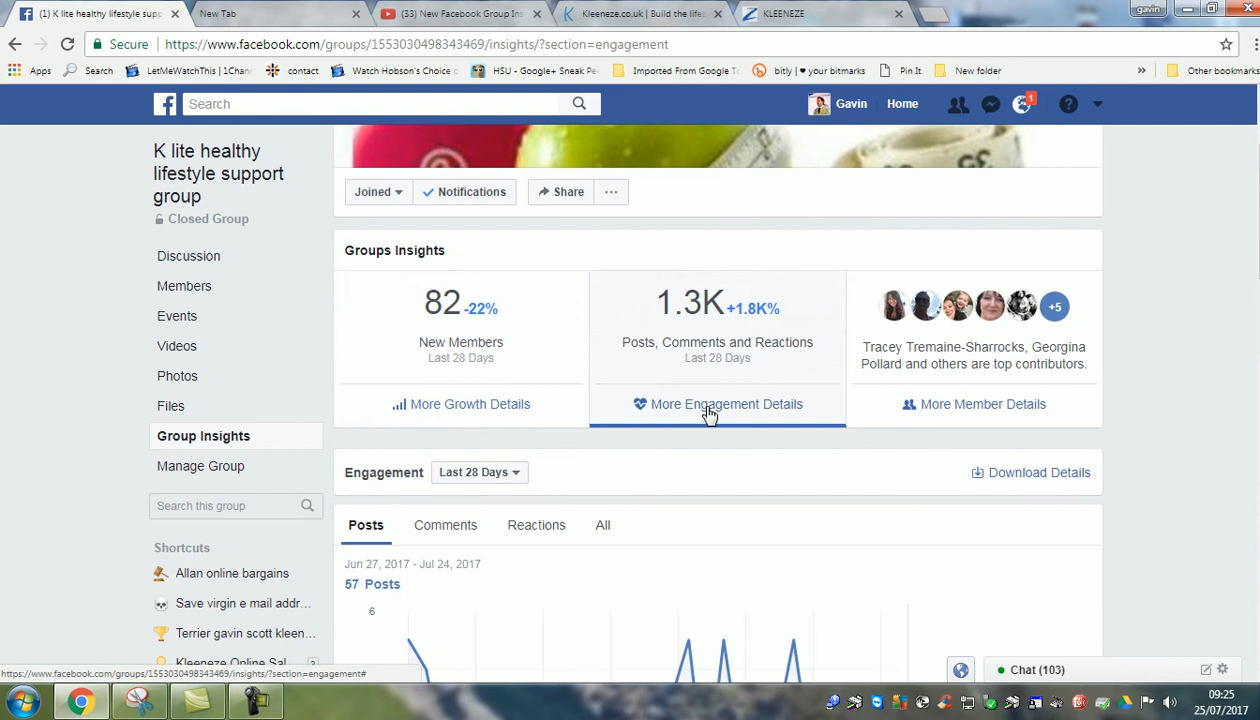 (1) K lite healthy lifestyle supp
New Tab
(33) New Facebook Group Ins
Kleeneze.co.uk | Build the lifes
KLEENEZE
gavin
Secure
https://www.facebook.com/groups/1553030498343469/insights/?section=engagement
Apps
Search
LetMeWatchThis | 1Chan
contact
Watch Hobson's Choice o
HSU - Google+ Sneak Pe
Imported From Google T
bitly | ♥ your bitmarks
Pin It
New folder
»
Other bookmarks
Search
Gavin
Home
1
K lite healthy
lifestyle support
group
Closed Group
Discussion
Members
Events
Videos
Photos
Files
Group Insights
Manage Group
Search this group
Shortcuts
Allan online bargains
Save virgin e mail addr...
Terrier gavin scott kleen...
Kleeneze Online Sal
Joined
Notifications
Share
...
Groups Insights
82 -22%
New Members
Last 28 Days
More Growth Details
1.3K +1.8K%
Posts, Comments and Reactions
Last 28 Days
More Engagement Details
+5
Tracey Tremaine-Sharrocks, Georgina
Pollard and others are top contributors.
More Member Details
Engagement
Last 28 Days
Download Details
Posts
Comments
Reactions
All
Jun 27, 2017 - Jul 24, 2017
57 Posts
6
https://www.facebook.com/groups/1553030498343469/insights/?section=engagement#
Chat (103)
09:25
25/07/2017